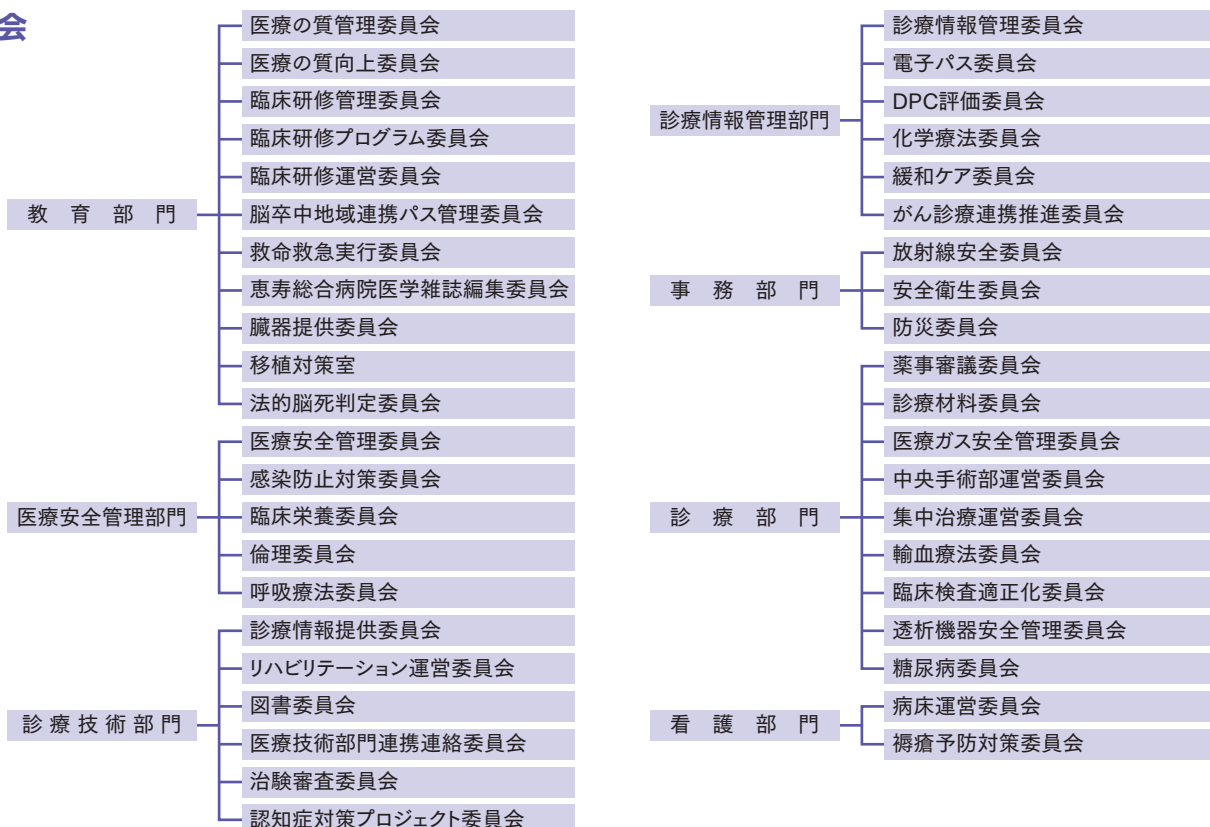 会
教育部門
医療の質管理委員会
医療の質向上委員会
臨床研修管理委員会
臨床研修プログラム委員会
臨床研修運営委員会
脳卒中地域連携パス管理委員会
救命救急実行委員会
恵寿総合病院医学雑誌編集委員会
臓器提供委員会
移植対策室
法的脳死判定委員会
医療安全管理部門
医療安全管理委員会
感染防止対策委員会
臨床栄養委員会
倫理委員会
呼吸療法委員会
診療技術部門
診療情報提供委員会
リハビリテーション運営委員会
図書委員会
医療技術部門連携連絡委員会
治験審査委員会
認知症対策プロジェクト委員会
診療情報管理部門
診療情報管理委員会
電子パス委員会
DPC評価委員会
化学療法委員会
緩和ケア委員会
がん診療連携推進委員会
事務部門
放射線安全委員会
安全衛生委員会
防災委員会
診療部門
薬事審議委員会
診療材料委員会
医療ガス安全管理委員会
中央手術部運営委員会
集中治療運営委員会
輸血療法委員会
臨床検査適正化委員会
透析機器安全管理委員会
糖尿病委員会
看護部門
病床運営委員会
褥瘡予防対策委員会